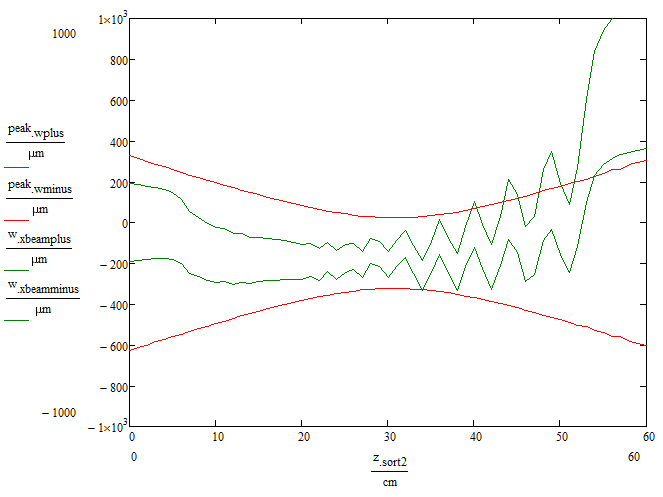 1000
1×10³
800
600
400
200
0
− 200
− 400
− 600
− 800
− 1×10³
− 1000
peak.wplus
μm
peak.wminus
μm
w.xbeamplus
μm
w.xbeamminus
μm
0 10 20 30 40 50 60
0 60
z.sort2
cm